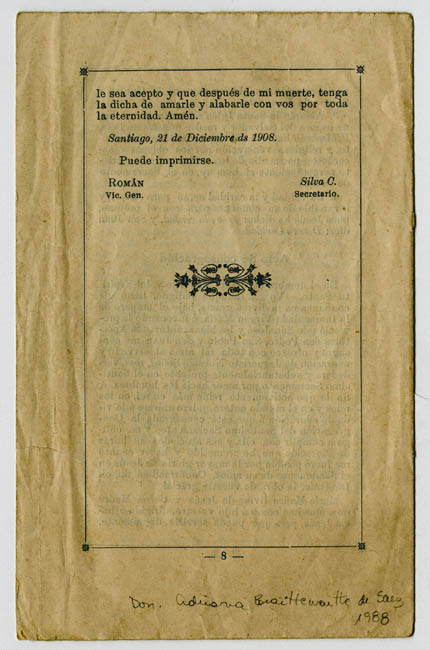 le sea acepto y que después de mi muerte, tenga
la dicha de amarle y alabarle con vos por toda
la eternidad. Amén.
Santiago, 21 de Diciembre ds 1908.
Puede imprimirse.
ROMÁN Silva C.
Vic. Gen. Secretario.
— 8 —
Don. Adriana de Saez
1988